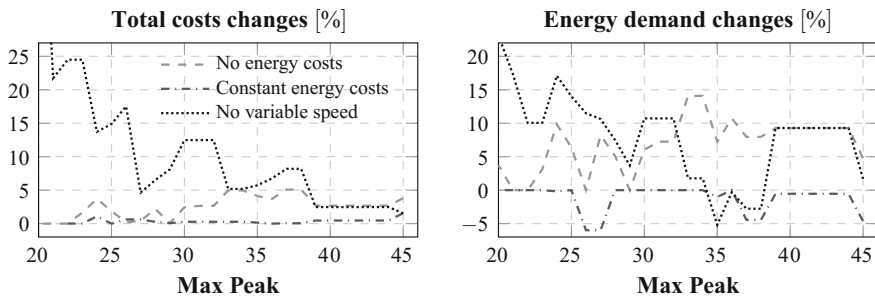 Total costs changes [%]
25
20
15
10
5
0
No energy costs
Constant energy costs
No variable speed
20 25 30 35 40 45
Max Peak
Energy demand changes [%]
20
15
10
5
0
−5
20 25 30 35 40 45
Max Peak